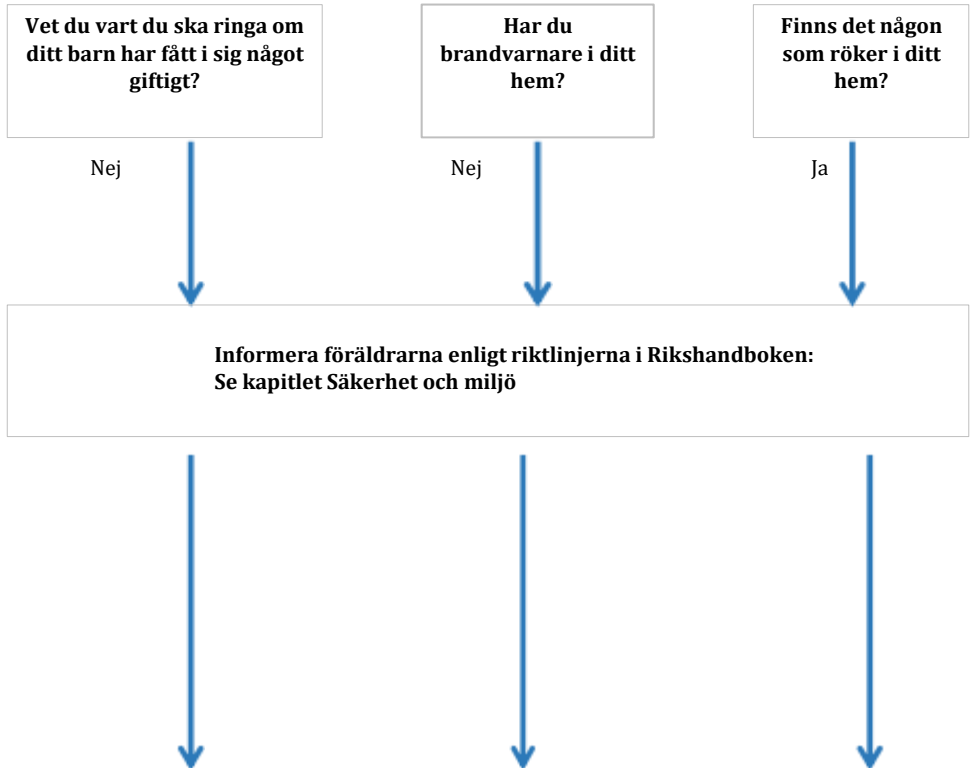 Vet du vart du ska ringa om
ditt barn har fått i sig något
giftigt?
Har du
brandvarnare i ditt
hem?
Finns det någon
som röker i ditt
hem?
Nej
Nej
Ja
Informera föräldrarna enligt riktlinjerna i Rikshandboken:
Se kapitlet Säkerhet och miljö